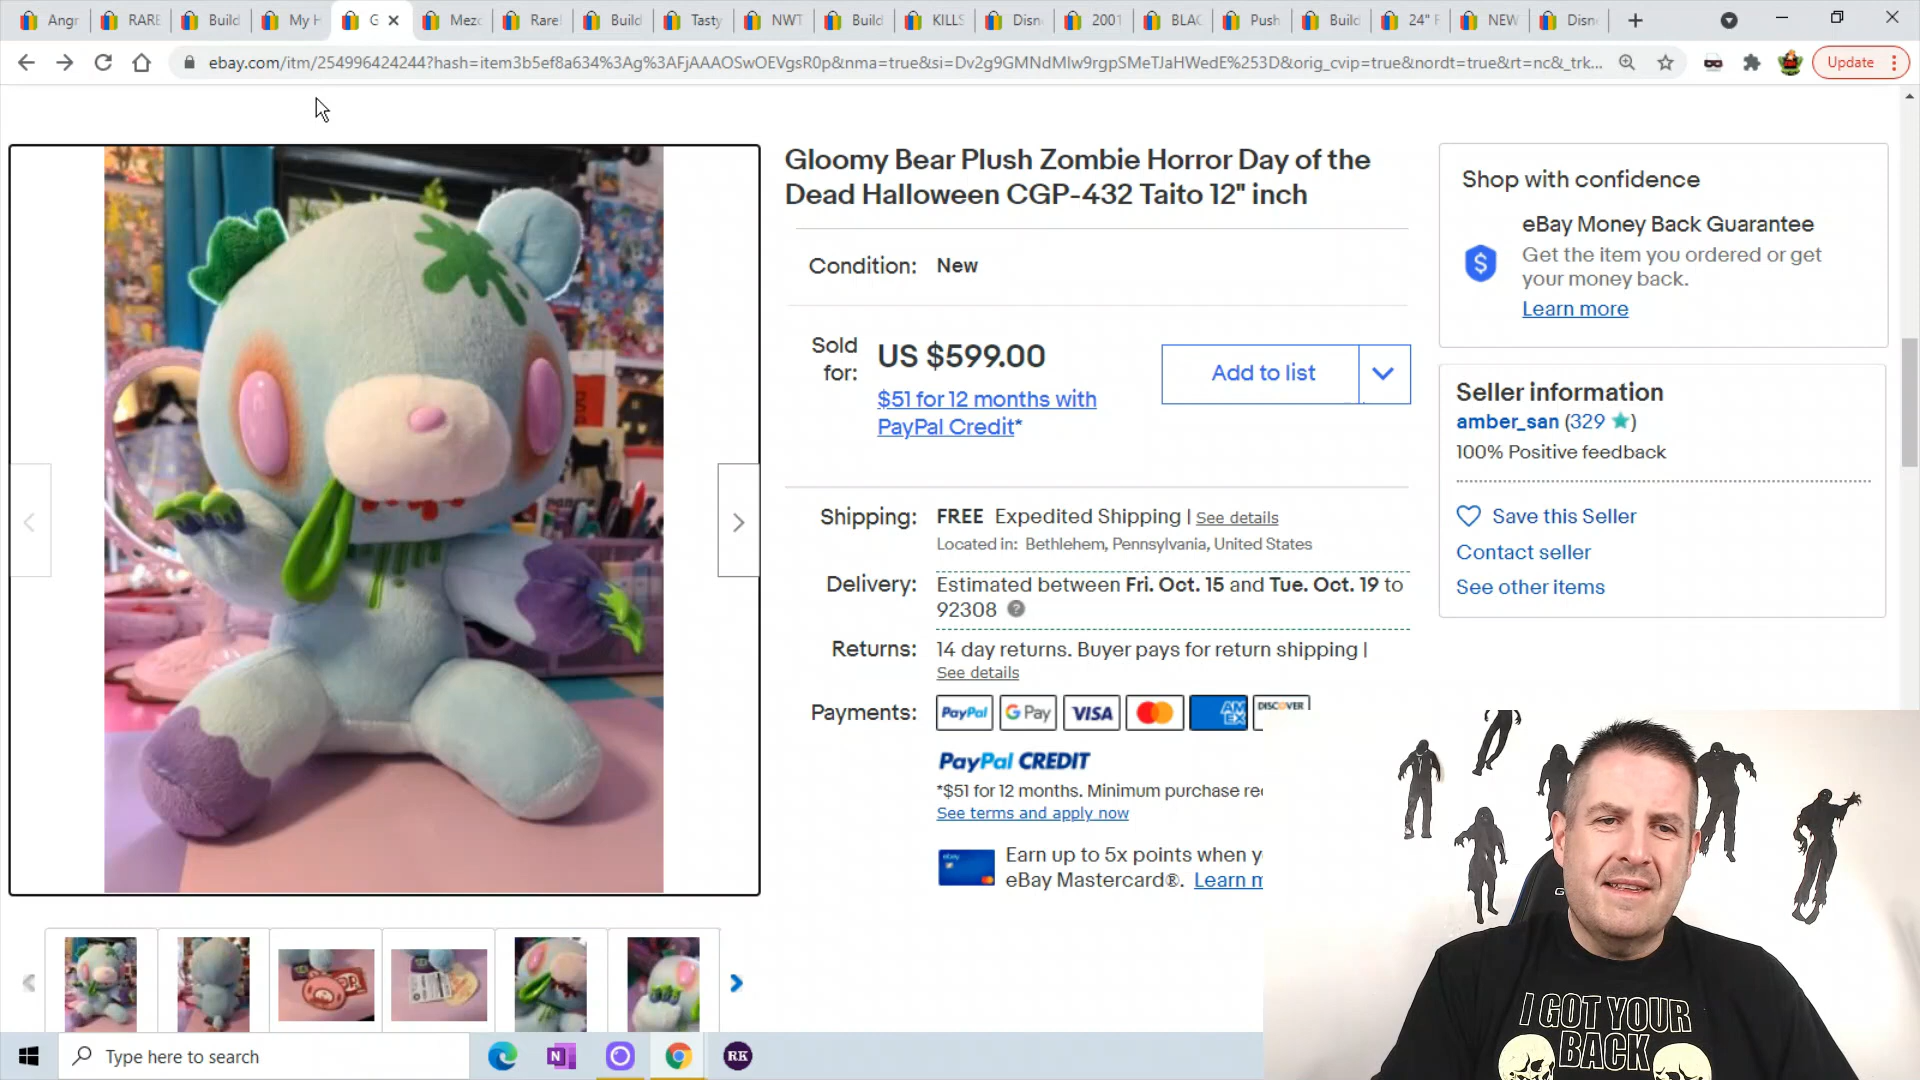 Angr
RARE
Build
My H
G
Mezc
Rare
Build
Tasty
NWT
Build
KILLS
Disn
2001
BLAC
Push
Build
24" F
NEW
Disn
ebay.com/itm/254996424244?hash=item3b5ef8a634%3Ag%3AFjAAAOSwOEVgsR0p&nma=true&si=Dv2g9GMNdMlw9rgpSMeTJaHWedE%253D&orig_cvip=true&nordt=true&rt=nc&_trk...
Update
Gloomy Bear Plush Zombie Horror Day of the
Dead Halloween CGP-432 Taito 12" inch
Condition: New
Sold
for:
US $599.00
$51 for 12 months with
PayPal Credit*
Add to list
Shipping: FREE Expedited Shipping | See details
Located in: Bethlehem, Pennsylvania, United States
Delivery: Estimated between Fri. Oct. 15 and Tue. Oct. 19 to
92308 ?
Returns: 14 day returns. Buyer pays for return shipping |
See details
Payments: PayPal G Pay VISA AM EX DISCOVER
PayPal CREDIT
*$51 for 12 months. Minimum purchase re
See terms and apply now
ebay
Earn up to 5x points when y
eBay Mastercard®. Learn m
Shop with confidence
eBay Money Back Guarantee
$
Get the item you ordered or get
your money back.
Learn more
Seller information
amber_san (329 )
100% Positive feedback
Save this Seller
Contact seller
See other items
I GOT YOUR
BACK
Type here to search
N
RK